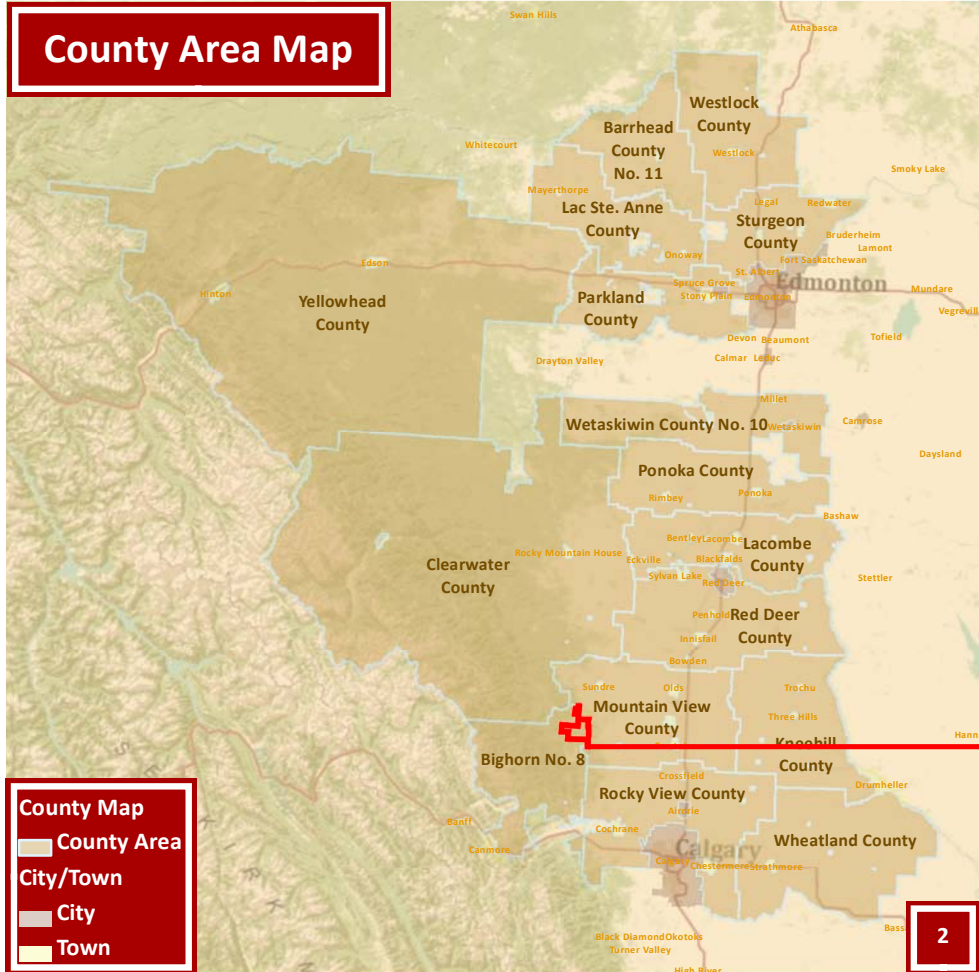 County Area Map
Swan Hills
Athabasca
Westlock
County
Barrhead
County
No. 11
Whitecourt
Westlock
Smoky Lake
Mayerthorpe
Lac Ste. Anne
County
Legal
Redwater
Sturgeon
County
Bruderheim
Lamont
Onoway
Fort Saskatchewan
St. Albert
Edson
Spruce Grove
Edmonton
Hinton
Yellowhead
County
Parkland
County
Stony Plain
Edmonton
Mundare
Vegrevill
Devon
Beaumont
Tofield
Drayton Valley
Calmar
Leduc
Millet
Wetaskiwin County No. 10
Wetaskiwin
Camrose
Daysland
Ponoka County
Rimbey
Ponoka
Bashaw
Bentley
Lacombe
Lacombe
County
Rocky Mountain House
Eckville
Blackfalds
Clearwater
County
Sylvan Lake
Red Deer
Stettler
Penhold
Red Deer
County
Innisfail
Bowden
Sundre
Olds
Trochu
Mountain View
County
Three Hills
Hann
Kneehill
County
Bighorn No. 8
Crossfield
Drumheller
Rocky View County
Airdrie
Banff
Cochrane
Canmore
Calgary
Calgary
Wheatland County
Chestermere
Strathmore
County Map
County Area
City/Town
City
Town
Black Diamond
Okotoks
Turner Valley
High River
Bass
2